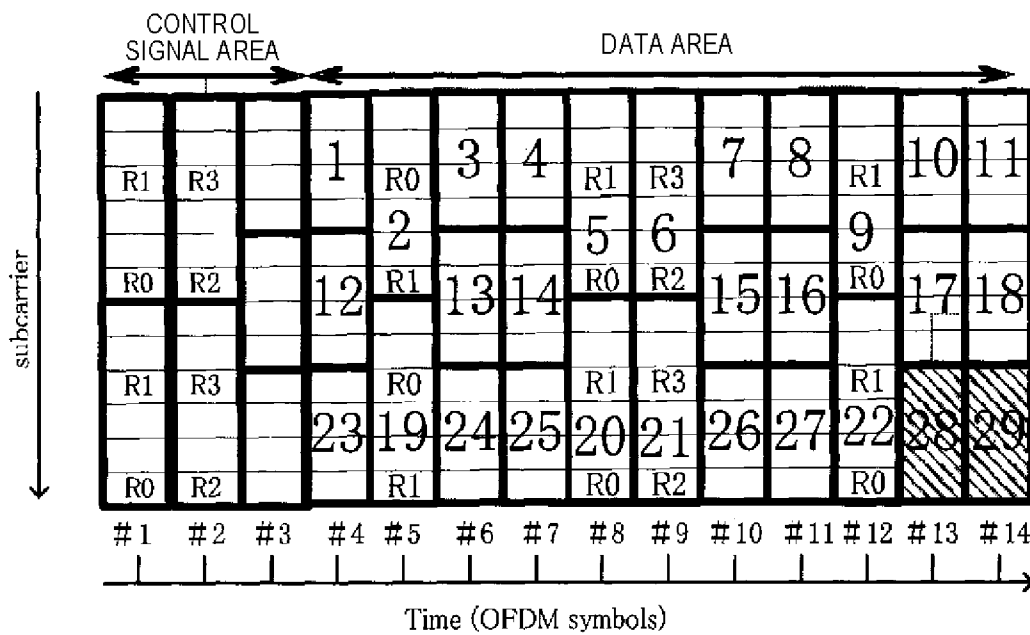 CONTROL
SIGNAL AREA
DATA AREA
subcarrier
1 3 4 7 8 10 11
R1 R3 R0 R1 R3 R1
2 5 6 9
R0 R2 R1 R0 R2 R0
12 13 14 15 16 17 18
R1 R3 R0 R1 R3 R1
23 19 24 25 20 21 26 27 22 28 29
R0 R2 R1 R0 R2 R0
#1 #2 #3 #4 #5 #6 #7 #8 #9 #10 #11 #12 #13 #14
Time (OFDM symbols)